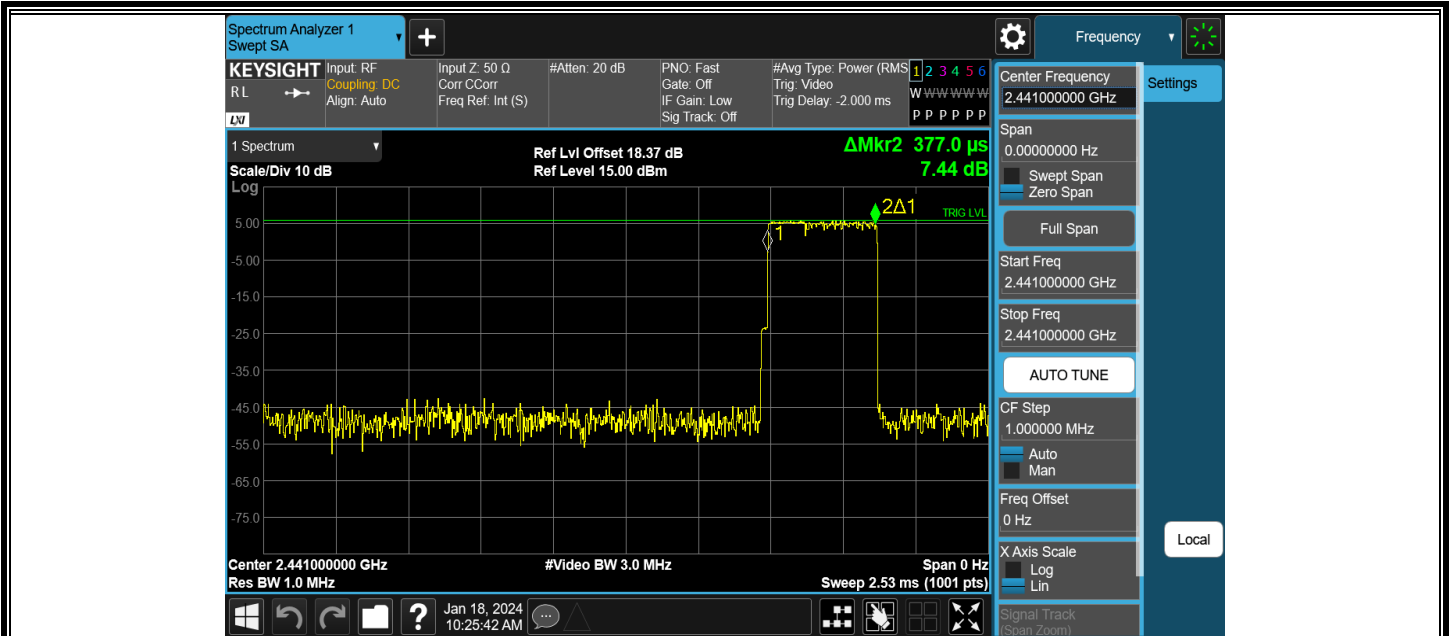 Spectrum Analyzer 1
Swept SA
Frequency
KEYSIGHT
R L
LXI
Input: RF
Coupling: DC
Align: Auto
Input Z: 50 Ω
Corr CCorr
Freq Ref: Int (S)
#Atten: 20 dB
PNO: Fast
Gate: Off
IF Gain: Low
Sig Track: Off
#Avg Type: Power (RMS
Trig: Video
Trig Delay: -2.000 ms
1 2 3 4 5 6
W W W W W W
P P P P P P
1 Spectrum
Scale/Div 10 dB
Log
Ref Lvl Offset 18.37 dB
Ref Level 15.00 dBm
ΔMkr2 377.0 µs
7.44 dB
2Δ1
TRIG LVL
1
5.00
-5.00
-15.0
-25.0
-35.0
-45.0
-55.0
-65.0
-75.0
Center 2.441000000 GHz
#Video BW 3.0 MHz
Span 0 Hz
Res BW 1.0 MHz
Sweep 2.53 ms (1001 pts)
Jan 18, 2024
10:25:42 AM
Center Frequency
2.441000000 GHz
Span
0.00000000 Hz
Swept Span
Zero Span
Full Span
Start Freq
2.441000000 GHz
Stop Freq
2.441000000 GHz
AUTO TUNE
CF Step
1.000000 MHz
Auto
Man
Freq Offset
0 Hz
X Axis Scale
Log
Lin
Signal Track
(Span Zoom)
Settings
Local